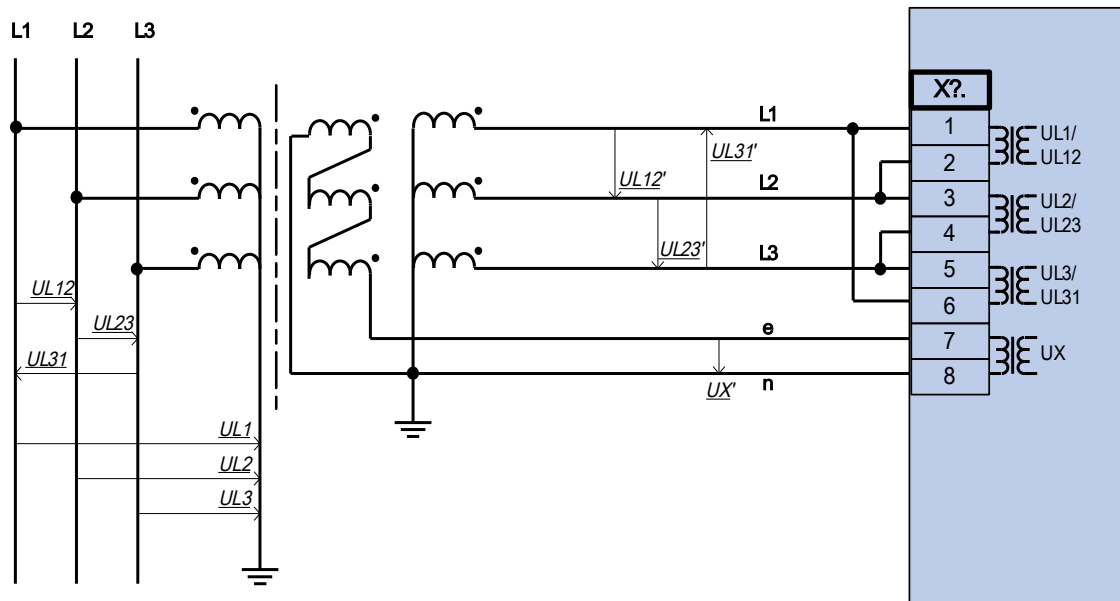 L1 L2 L3
X?.
L1
1
UL1/
UL12
UL31'
2
UL12'
L2
3
UL2/
UL23
4
UL23'
L3
5
UL3/
UL31
6
UL12
UL23
e
7
UX
UL31
n
8
UX'
UL1
UL2
UL3